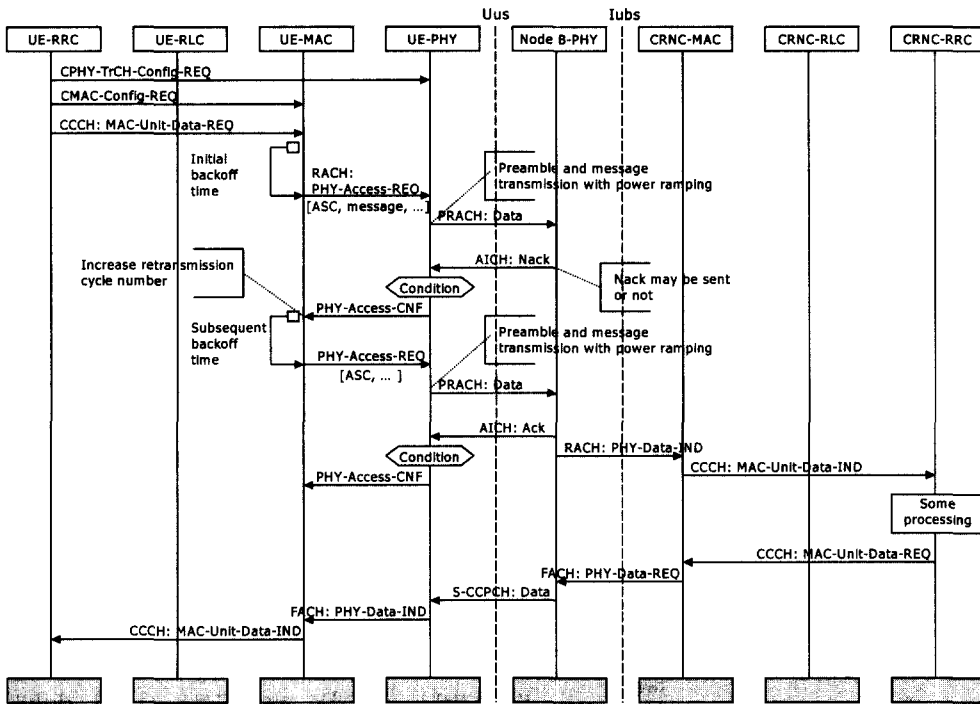 Uus
Iubs
UE-RRC
UE-RLC
UE-MAC
UE-PHY
Node B-PHY
CRNC-MAC
CRNC-RLC
CRNC-RRC
CPHY-TrCH-Config-REQ
CMAC-Config-REQ
CCCH: MAC-Unit-Data-REQ
Initial
backoff
time
RACH:
PHY-Access-REQ
[ASC, message, ...]
Preamble and message
transmission with power ramping
PRACH: Data
AICH: Nack
Increase retransmission
cycle number
Condition
Nack may be sent
or not
PHY-Access-CNF
Subsequent
backoff
time
Preamble and message
transmission with power ramping
PHY-Access-REQ
[ASC, ... ]
PRACH: Data
AICH: Ack
Condition
RACH: PHY-Data-IND
CCCH: MAC-Unit-Data-IND
PHY-Access-CNF
Some
processing
CCCH: MAC-Unit-Data-REQ
FACH: PHY-Data-REQ
S-CCPCH: Data
FACH: PHY-Data-IND
CCCH: MAC-Unit-Data-IND